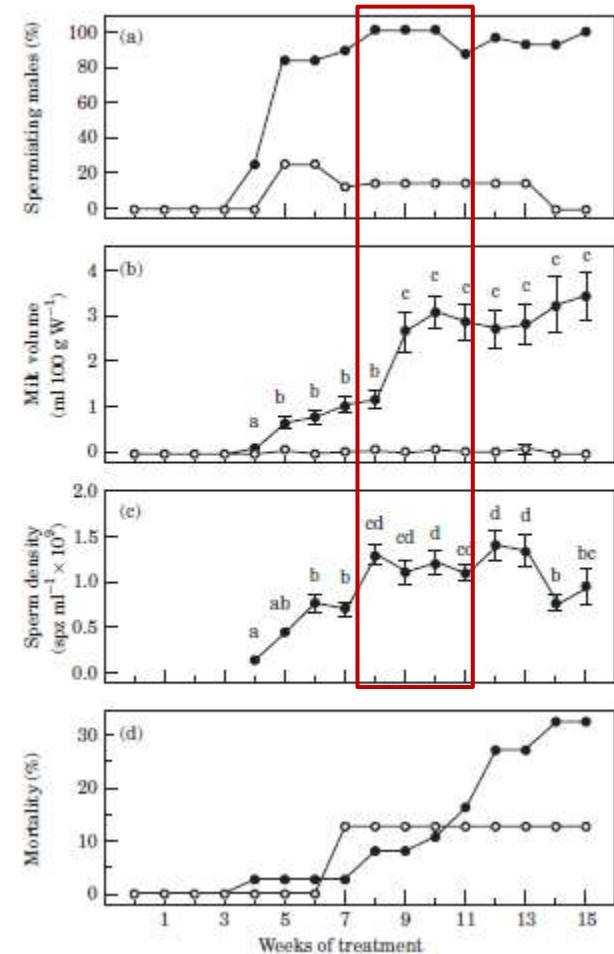 Spermiating males (%)
(a)
100
80
60
40
20
0
Milt volume
(ml 100 g W⁻¹)
(b)
4
3
2
1
0
a b b b b c c c c c c c
Sperm density
(spz ml⁻¹ × 10⁹)
(c)
2.0
1.5
1.0
0.5
0.0
a ab b b cd cd d cd d d b bc
Mortality (%)
(d)
30
20
10
0
1 3 5 7 9 11 13 15
Weeks of treatment